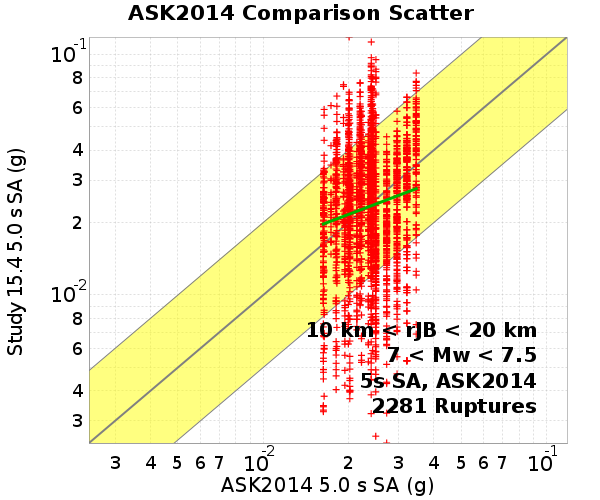 ASK2014 Comparison Scatter
10⁻¹
8
6
4
3
2
10⁻²
8
6
4
3
Study 15.4 5.0 s SA (g)
10 km < rJB < 20 km
7 < Mw < 7.5
5s SA, ASK2014
2281 Ruptures
3 4 5 6 7 10⁻² 2 3 4 5 6 7 10⁻¹
ASK2014 5.0 s SA (g)